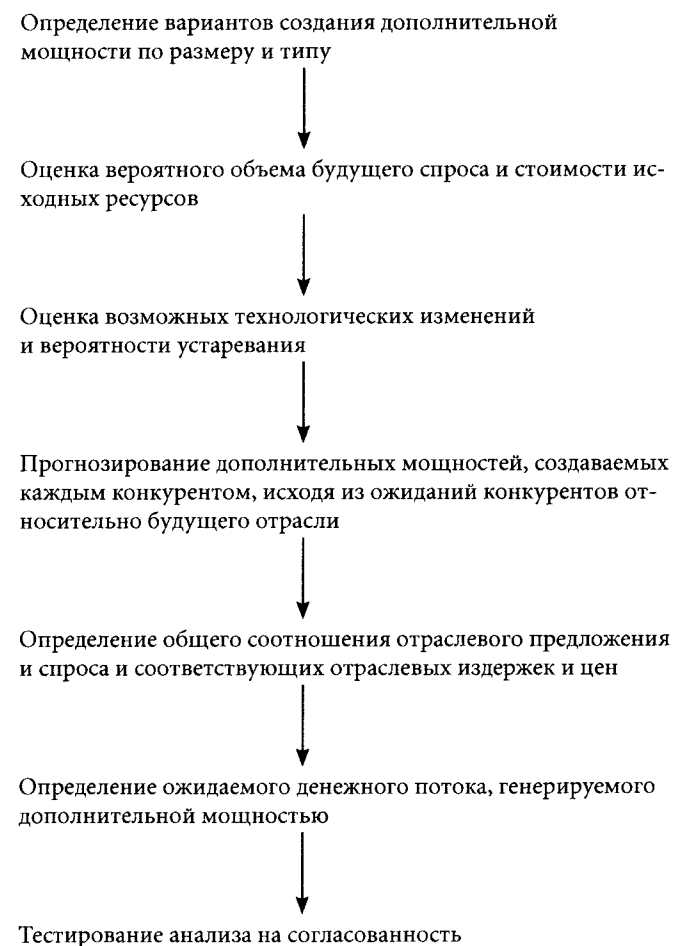 Определение вариантов создания дополнительной
мощности по размеру и типу
Оценка вероятного объема будущего спроса и стоимости ис-
ходных ресурсов
Оценка возможных технологических изменений
и вероятности устаревания
Прогнозирование дополнительных мощностей, создаваемых
каждым конкурентом, исходя из ожиданий конкурентов от-
носительно будущего отрасли
Определение общего соотношения отраслевого предложения
и спроса и соответствующих отраслевых издержек и цен
Определение ожидаемого денежного потока, генерируемого
дополнительной мощностью
Тестирование анализа на согласованность